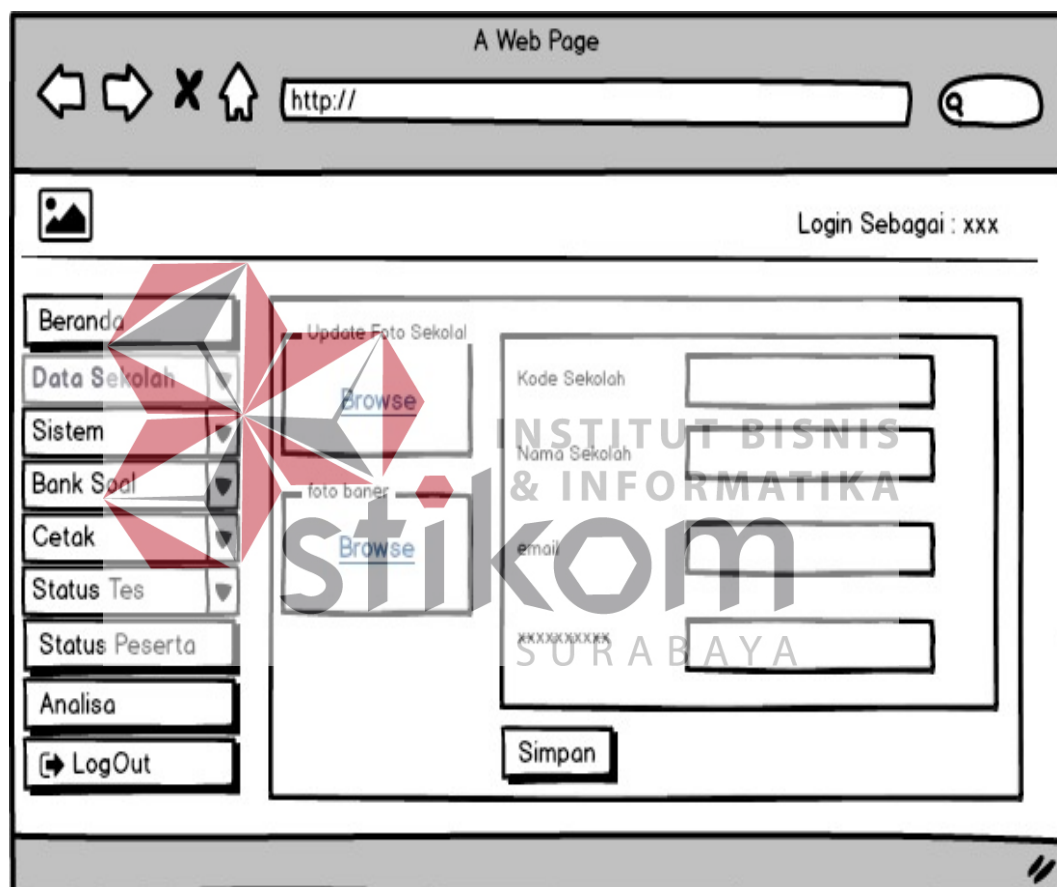 A Web Page
http://
Login Sebagai : xxx
Beranda
Data Sekolah
Sistem
Bank Soal
Cetak
Status Tes
Status Peserta
Analisa
LogOut
Update Foto Sekolal
Browse
foto baner
Browse
Kode Sekolah
Nama Sekolah
email
xxxxxxxxxx
Simpan
INSTITUT BISNIS
& INFORMATIKA
stikom
SURABAYA